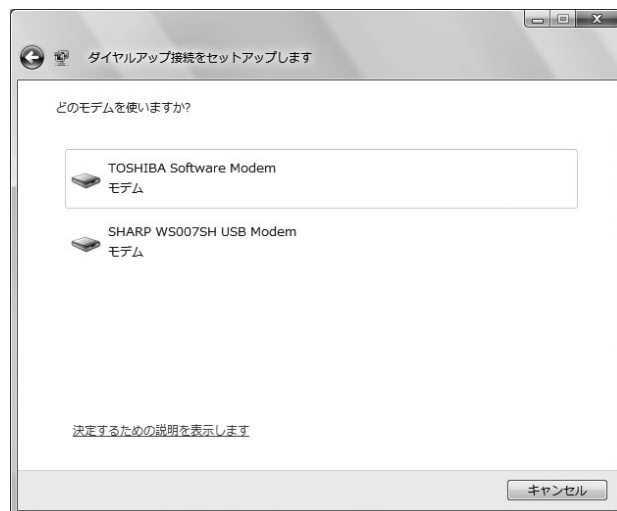 ダイヤルアップ接続をセットアップします
どのモデムを使いますか?
TOSHIBA Software Modem
モデム
SHARP WS007SH USB Modem
モデム
決定するための説明を表示します
キャンセル